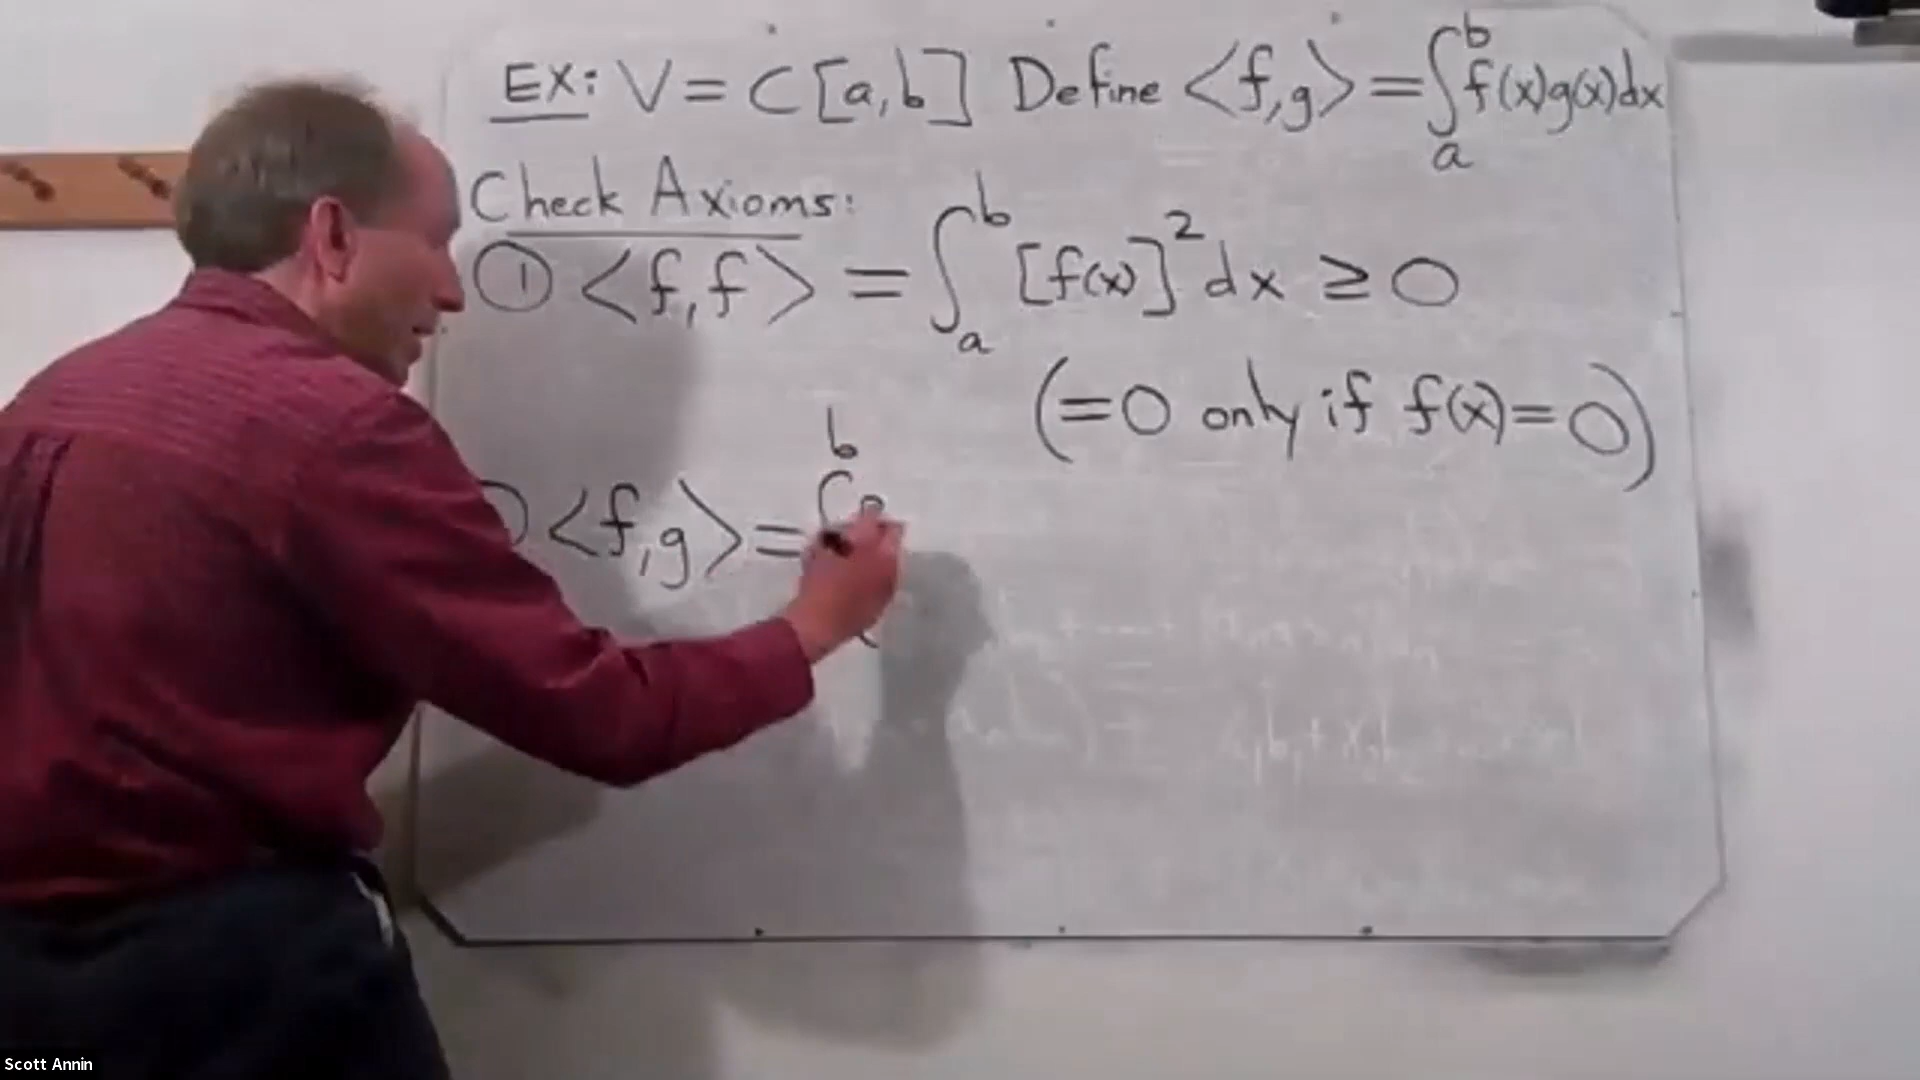 EX: V = C [a,b] Define <f,g> = ∫ₐᵇ f(x)g(x)dx
Check Axioms:
① <f,f> = ∫ₐᵇ [f(x)]² dx ≥ 0
(=0 only if f(x)=0)
<f,g> = ∫ᵇ
Scott Annin